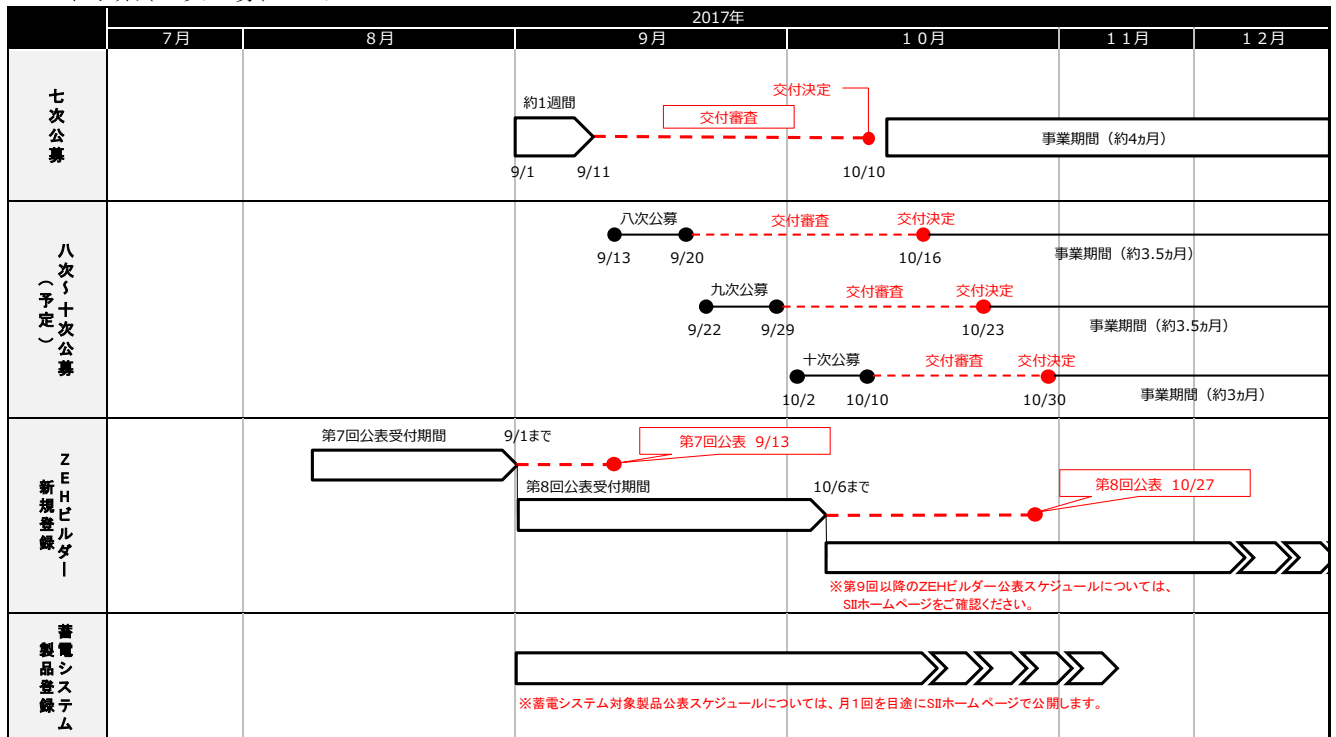 2017年
7月
8月
9月
10月
11月
12月
七次公募
約1週間
交付決定
交付審査
事業期間（約4ヵ月）
9/1
9/11
10/10
八次～十次公募
（予定）
八次公募
交付審査
交付決定
9/13
9/20
10/16
事業期間（約3.5ヵ月）
九次公募
交付審査
交付決定
9/22
9/29
10/23
事業期間（約3.5ヵ月）
十次公募
交付審査
交付決定
10/2
10/10
10/30
事業期間（約3ヵ月）
ZEHビルダー
新規登録
第7回公表受付期間
9/1まで
第7回公表 9/13
第8回公表受付期間
10/6まで
第8回公表 10/27
※第9回以降のZEHビルダー公表スケジュールについては、
SIIホームページをご確認ください。
蓄電システム
製品登録
※蓄電システム対象製品公表スケジュールについては、月1回を目途にSIIホームページで公開します。